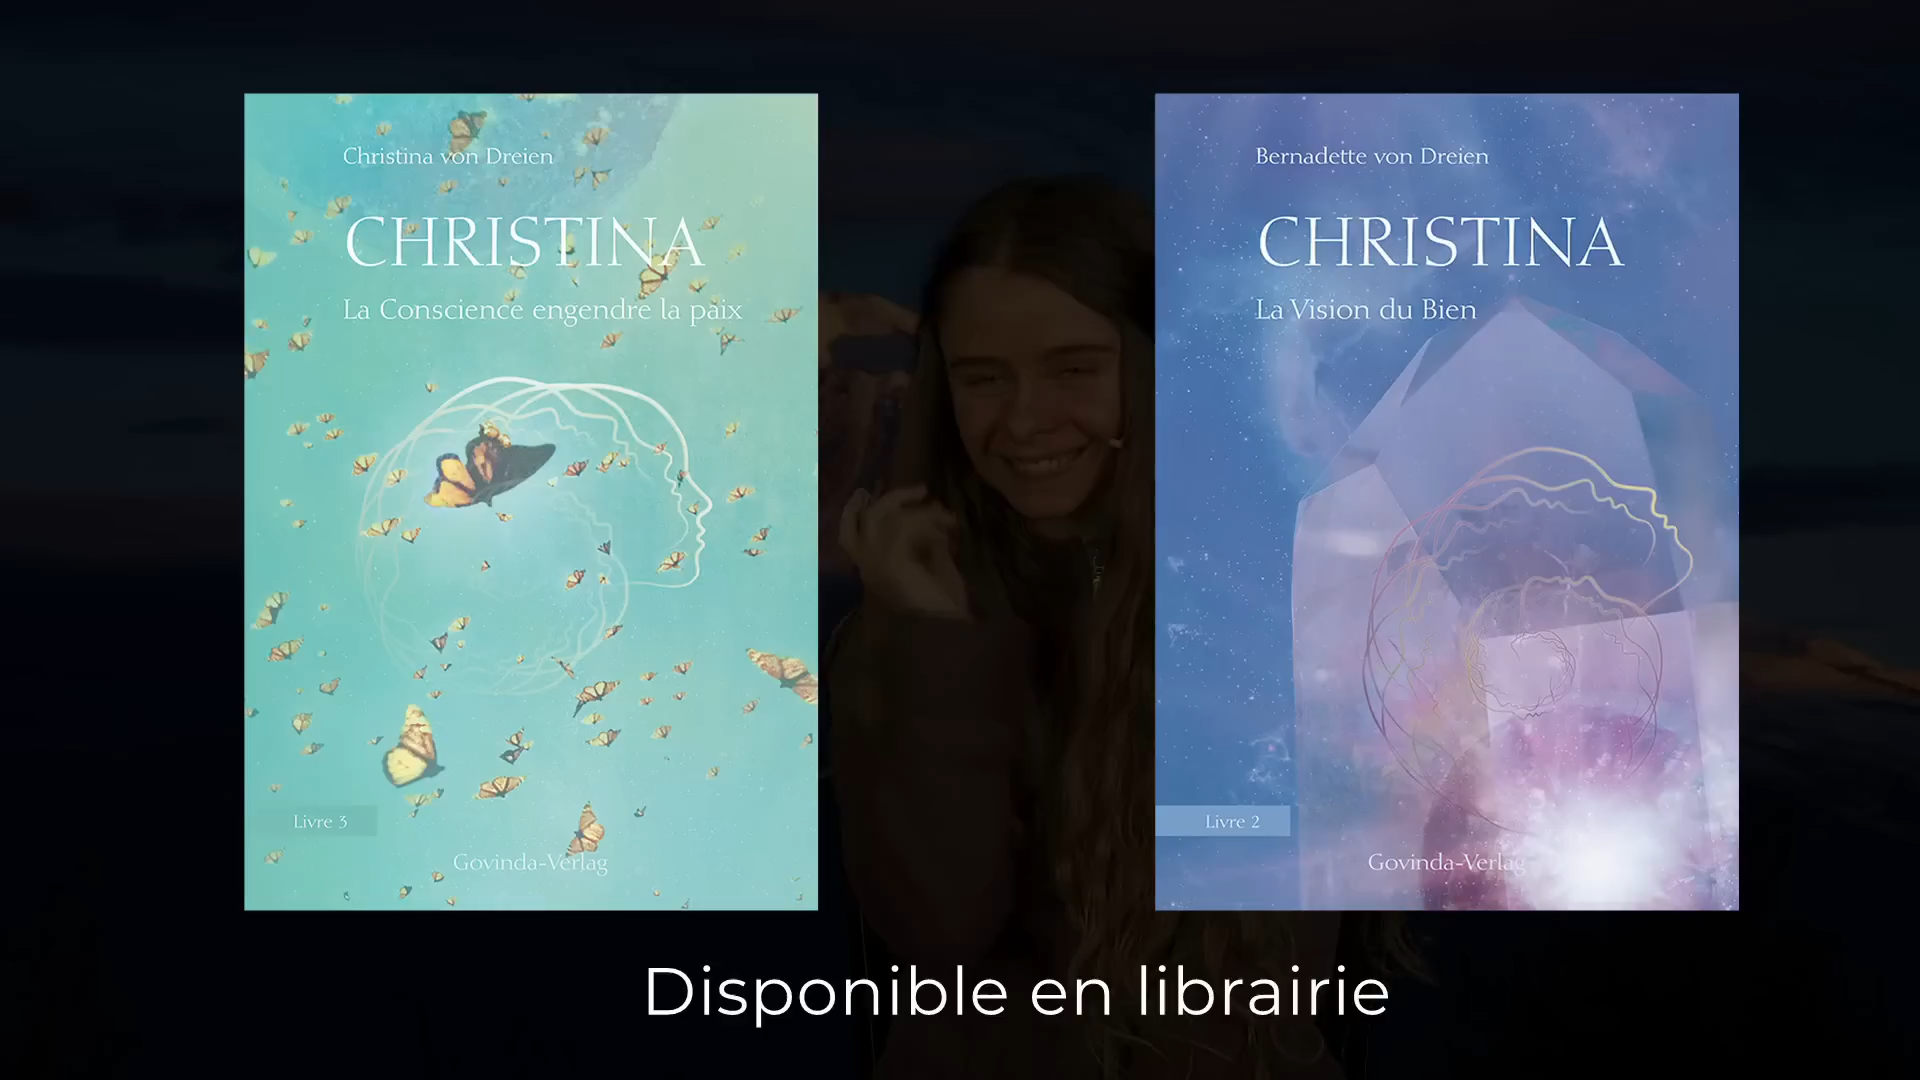 Christina von Dreien
CHRISTINA
La Conscience engendre la paix
Livre 3
Govinda-Verlag
Bernadette von Dreien
CHRISTINA
La Vision du Bien
Livre 2
Govinda-Verlag
Disponible en librairie